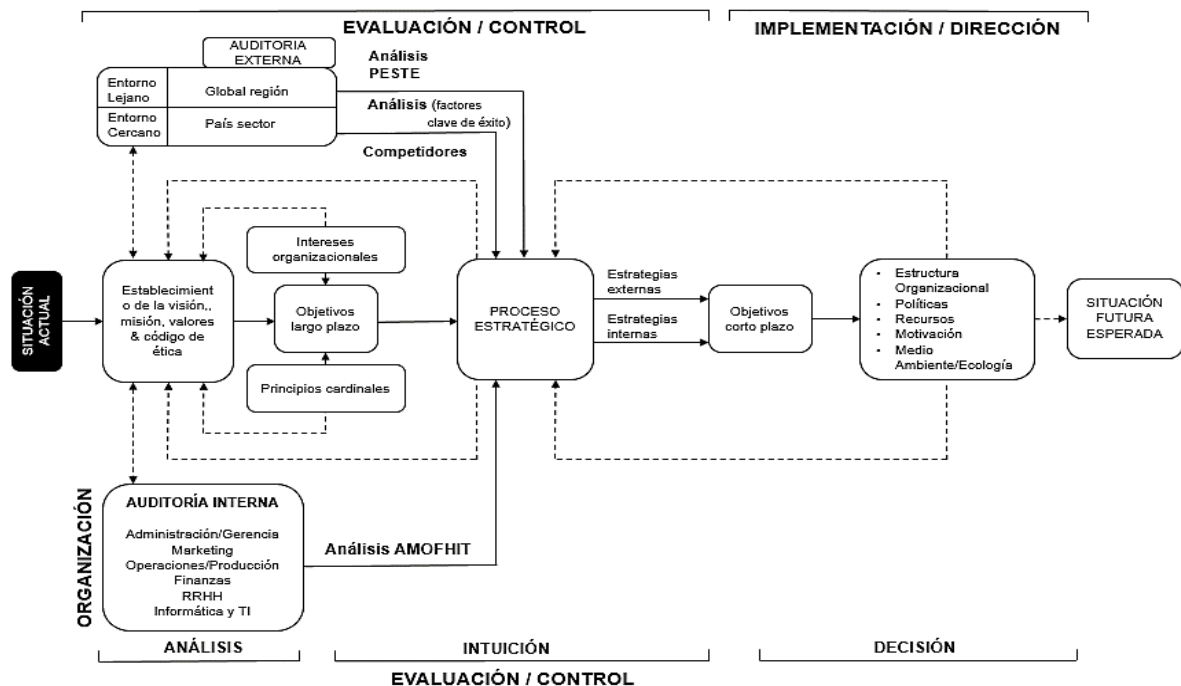 EVALUACIÓN / CONTROL
IMPLEMENTACIÓN / DIRECCIÓN
AUDITORIA
EXTERNA
Entorno
Lejano
Global región
Entorno
Cercano
País sector
Análisis
PESTE
Análisis (factores
clave de éxito)
Competidores
SITUACIÓN
ACTUAL
Establecimient
o de la visión,,
misión, valores
& código de
ética
Intereses
organizacionales
Objetivos
largo plazo
Principios cardinales
PROCESO
ESTRATÉGICO
Estrategias
externas
Estrategias
internas
Objetivos
corto plazo
• Estructura
Organizacional
• Políticas
• Recursos
• Motivación
• Medio
Ambiente/Ecología
SITUACIÓN
FUTURA
ESPERADA
ORGANIZACIÓN
AUDITORÍA INTERNA
Administración/Gerencia
Marketing
Operaciones/Producción
Finanzas
RRHH
Informática y TI
Análisis AMOFHIT
ANÁLISIS
INTUICIÓN
DECISIÓN
EVALUACIÓN / CONTROL